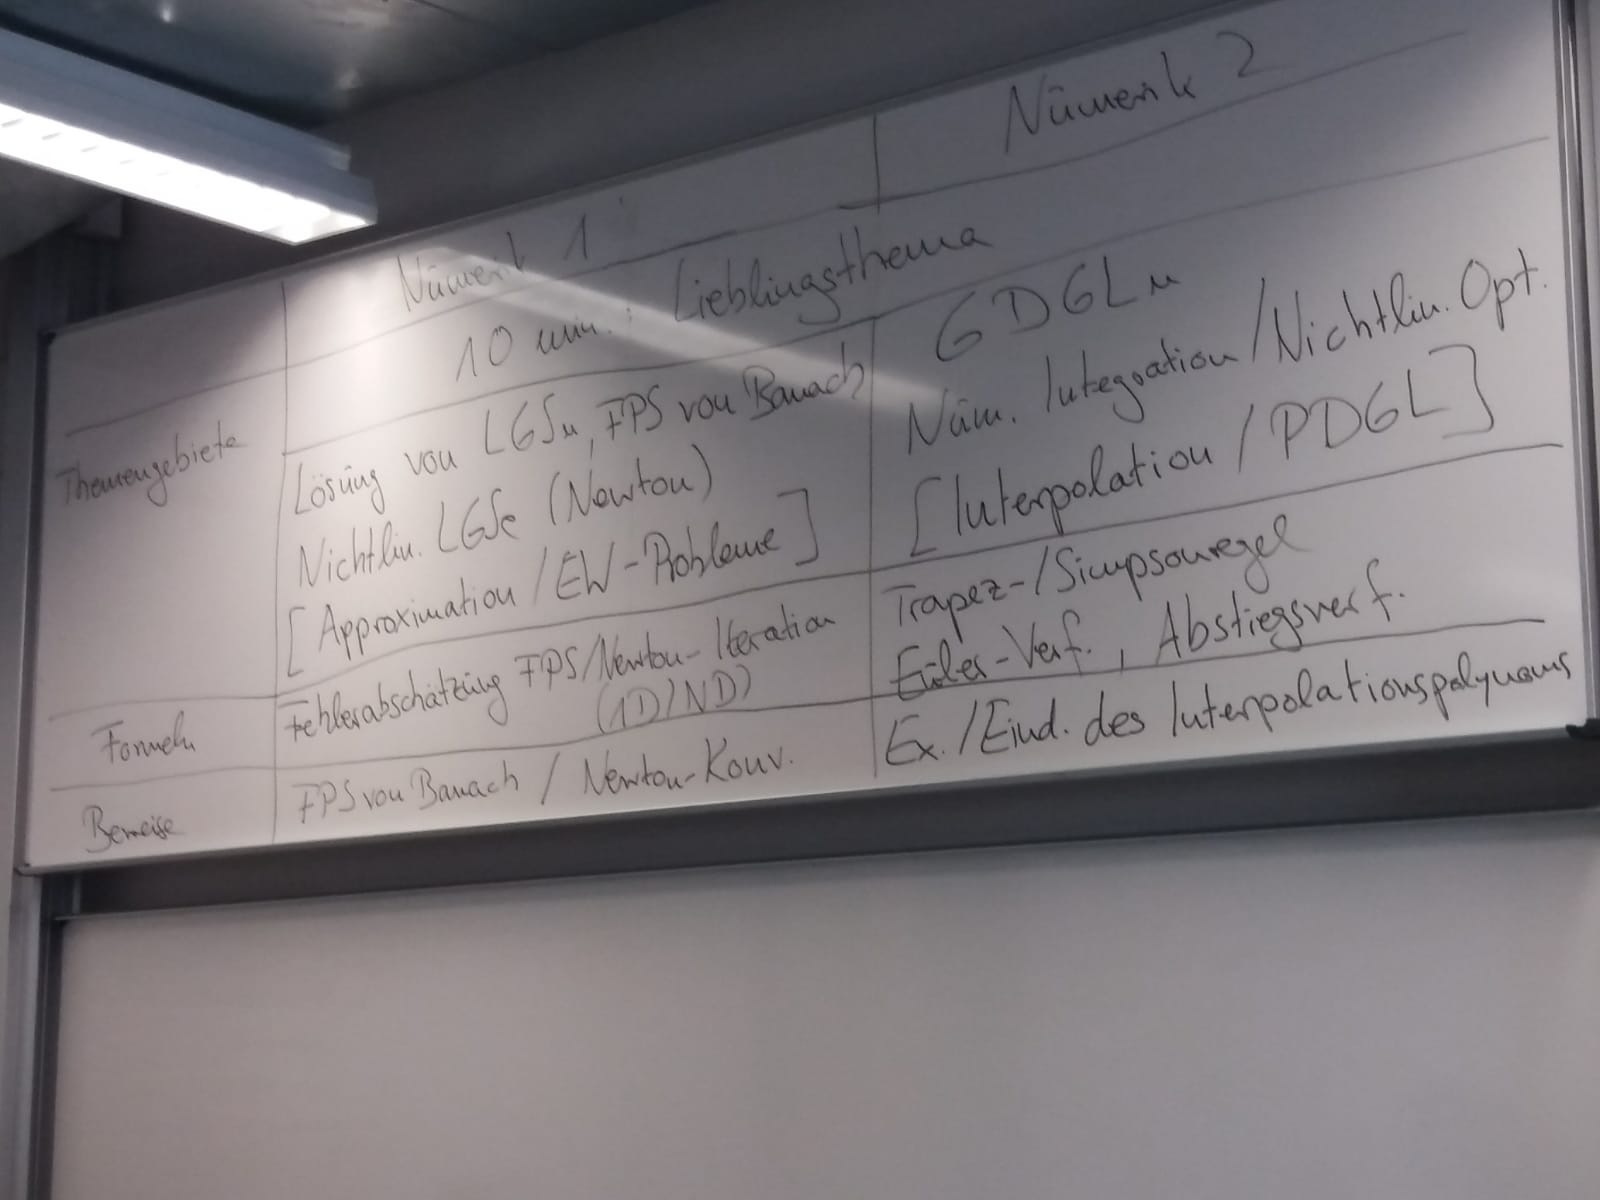 Numerik 1
Numerik 2
10 min.: Lieblingsthema
Themengebiete
Lösung von LGSn, FPS von Banach
Nichtlin. LGSe (Newton)
[Approximation / EW-Probleme]
GDGLn
Num. Integration / Nichtlin. Opt.
[Interpolation / PDGL]
Formeln
Fehlerabschätzung FPS/Newton-Iteration
(1D/ND)
Trapez-/Simpsonregel
Euler-Verf., Abstiegsverf.
Beweise
FPS von Banach / Newton-Konv.
Ex./Eind. des Interpolationspolynoms